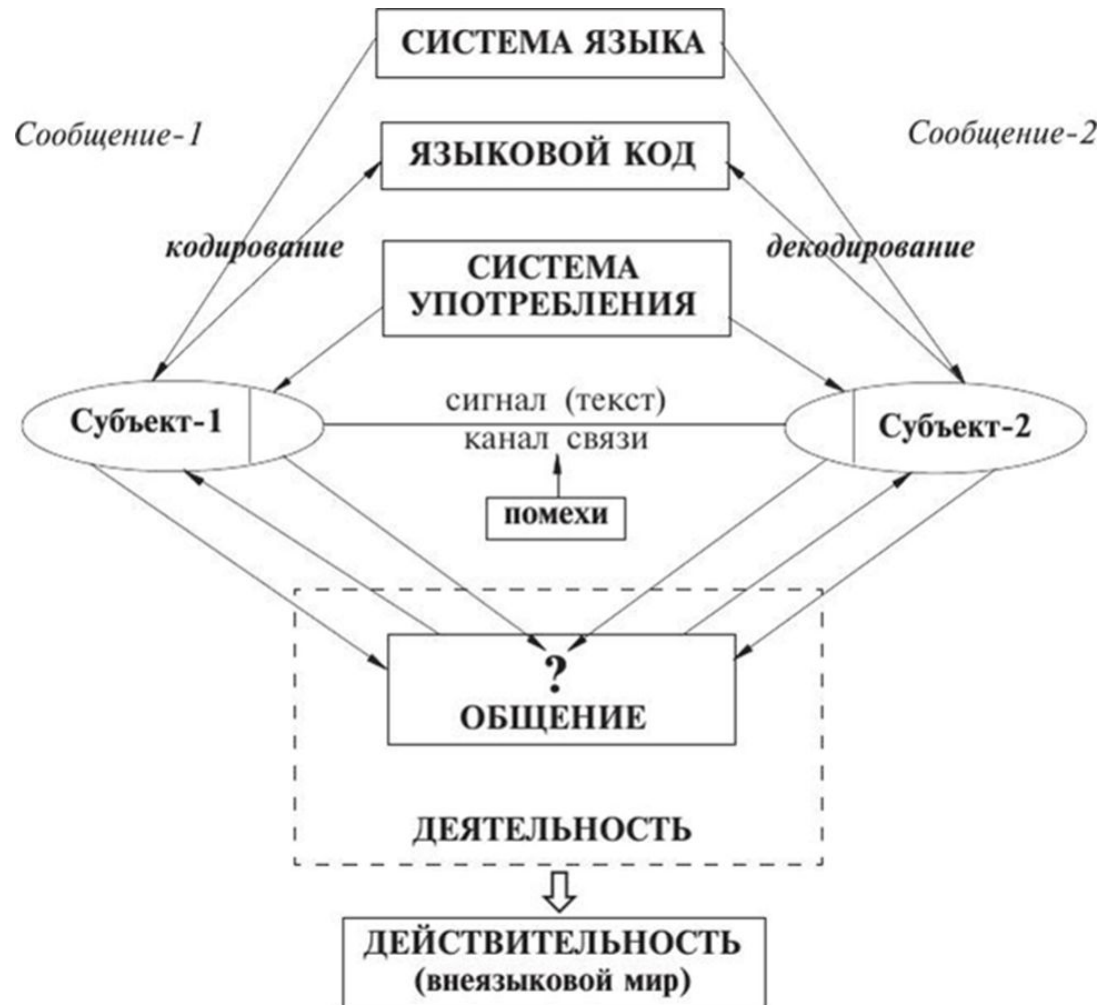 СИСТЕМА ЯЗЫКА
Сообщение-1
Сообщение-2
ЯЗЫКОВОЙ КОД
кодирование
декодирование
СИСТЕМА
УПОТРЕБЛЕНИЯ
Субъект-1
сигнал (текст)
канал связи
Субъект-2
помехи
?
ОБЩЕНИЕ
ДЕЯТЕЛЬНОСТЬ
ДЕЙСТВИТЕЛЬНОСТЬ
(внеязыковой мир)